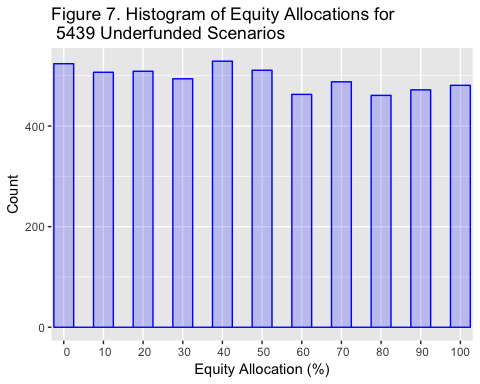 Figure 7. Histogram of Equity Allocations for
5439 Underfunded Scenarios
Count
400
200
0
0 10 20 30 40 50 60 70 80 90 100
Equity Allocation (%)